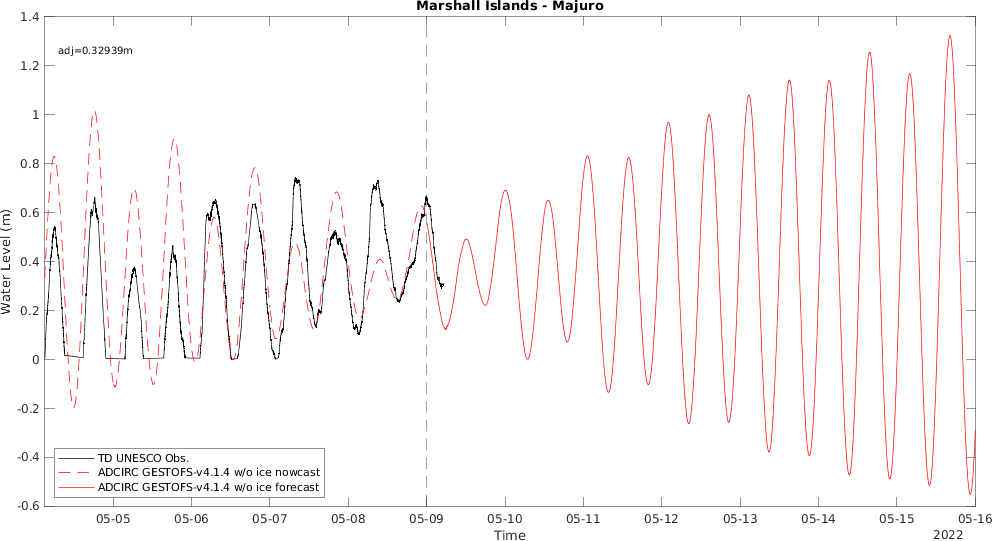 Marshall Islands - Majuro
adj=0.32939m
Water Level (m)
1.4
1.2
1
0.8
0.6
0.4
0.2
0
-0.2
-0.4
-0.6
TD UNESCO Obs.
ADCIRC GESTOFS-v4.1.4 w/o ice nowcast
ADCIRC GESTOFS-v4.1.4 w/o ice forecast
05-05 05-06 05-07 05-08 05-09 05-10 05-11 05-12 05-13 05-14 05-15 05-16
Time
2022